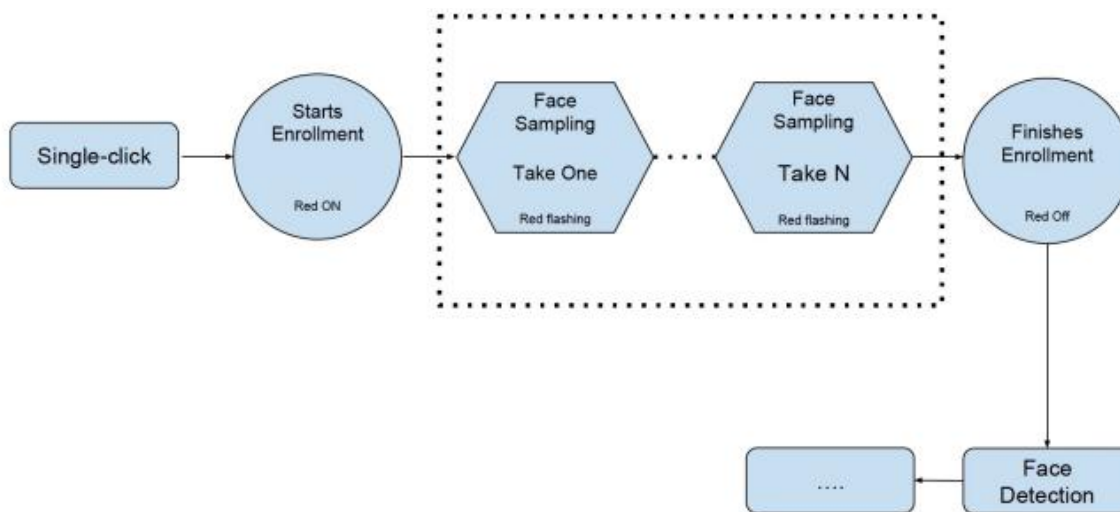 Single-click
Starts
Enrollment
Red ON
Face
Sampling
Take One
Red flashing
Face
Sampling
Take N
Red flashing
Finishes
Enrollment
Red Off
Face
Detection
....